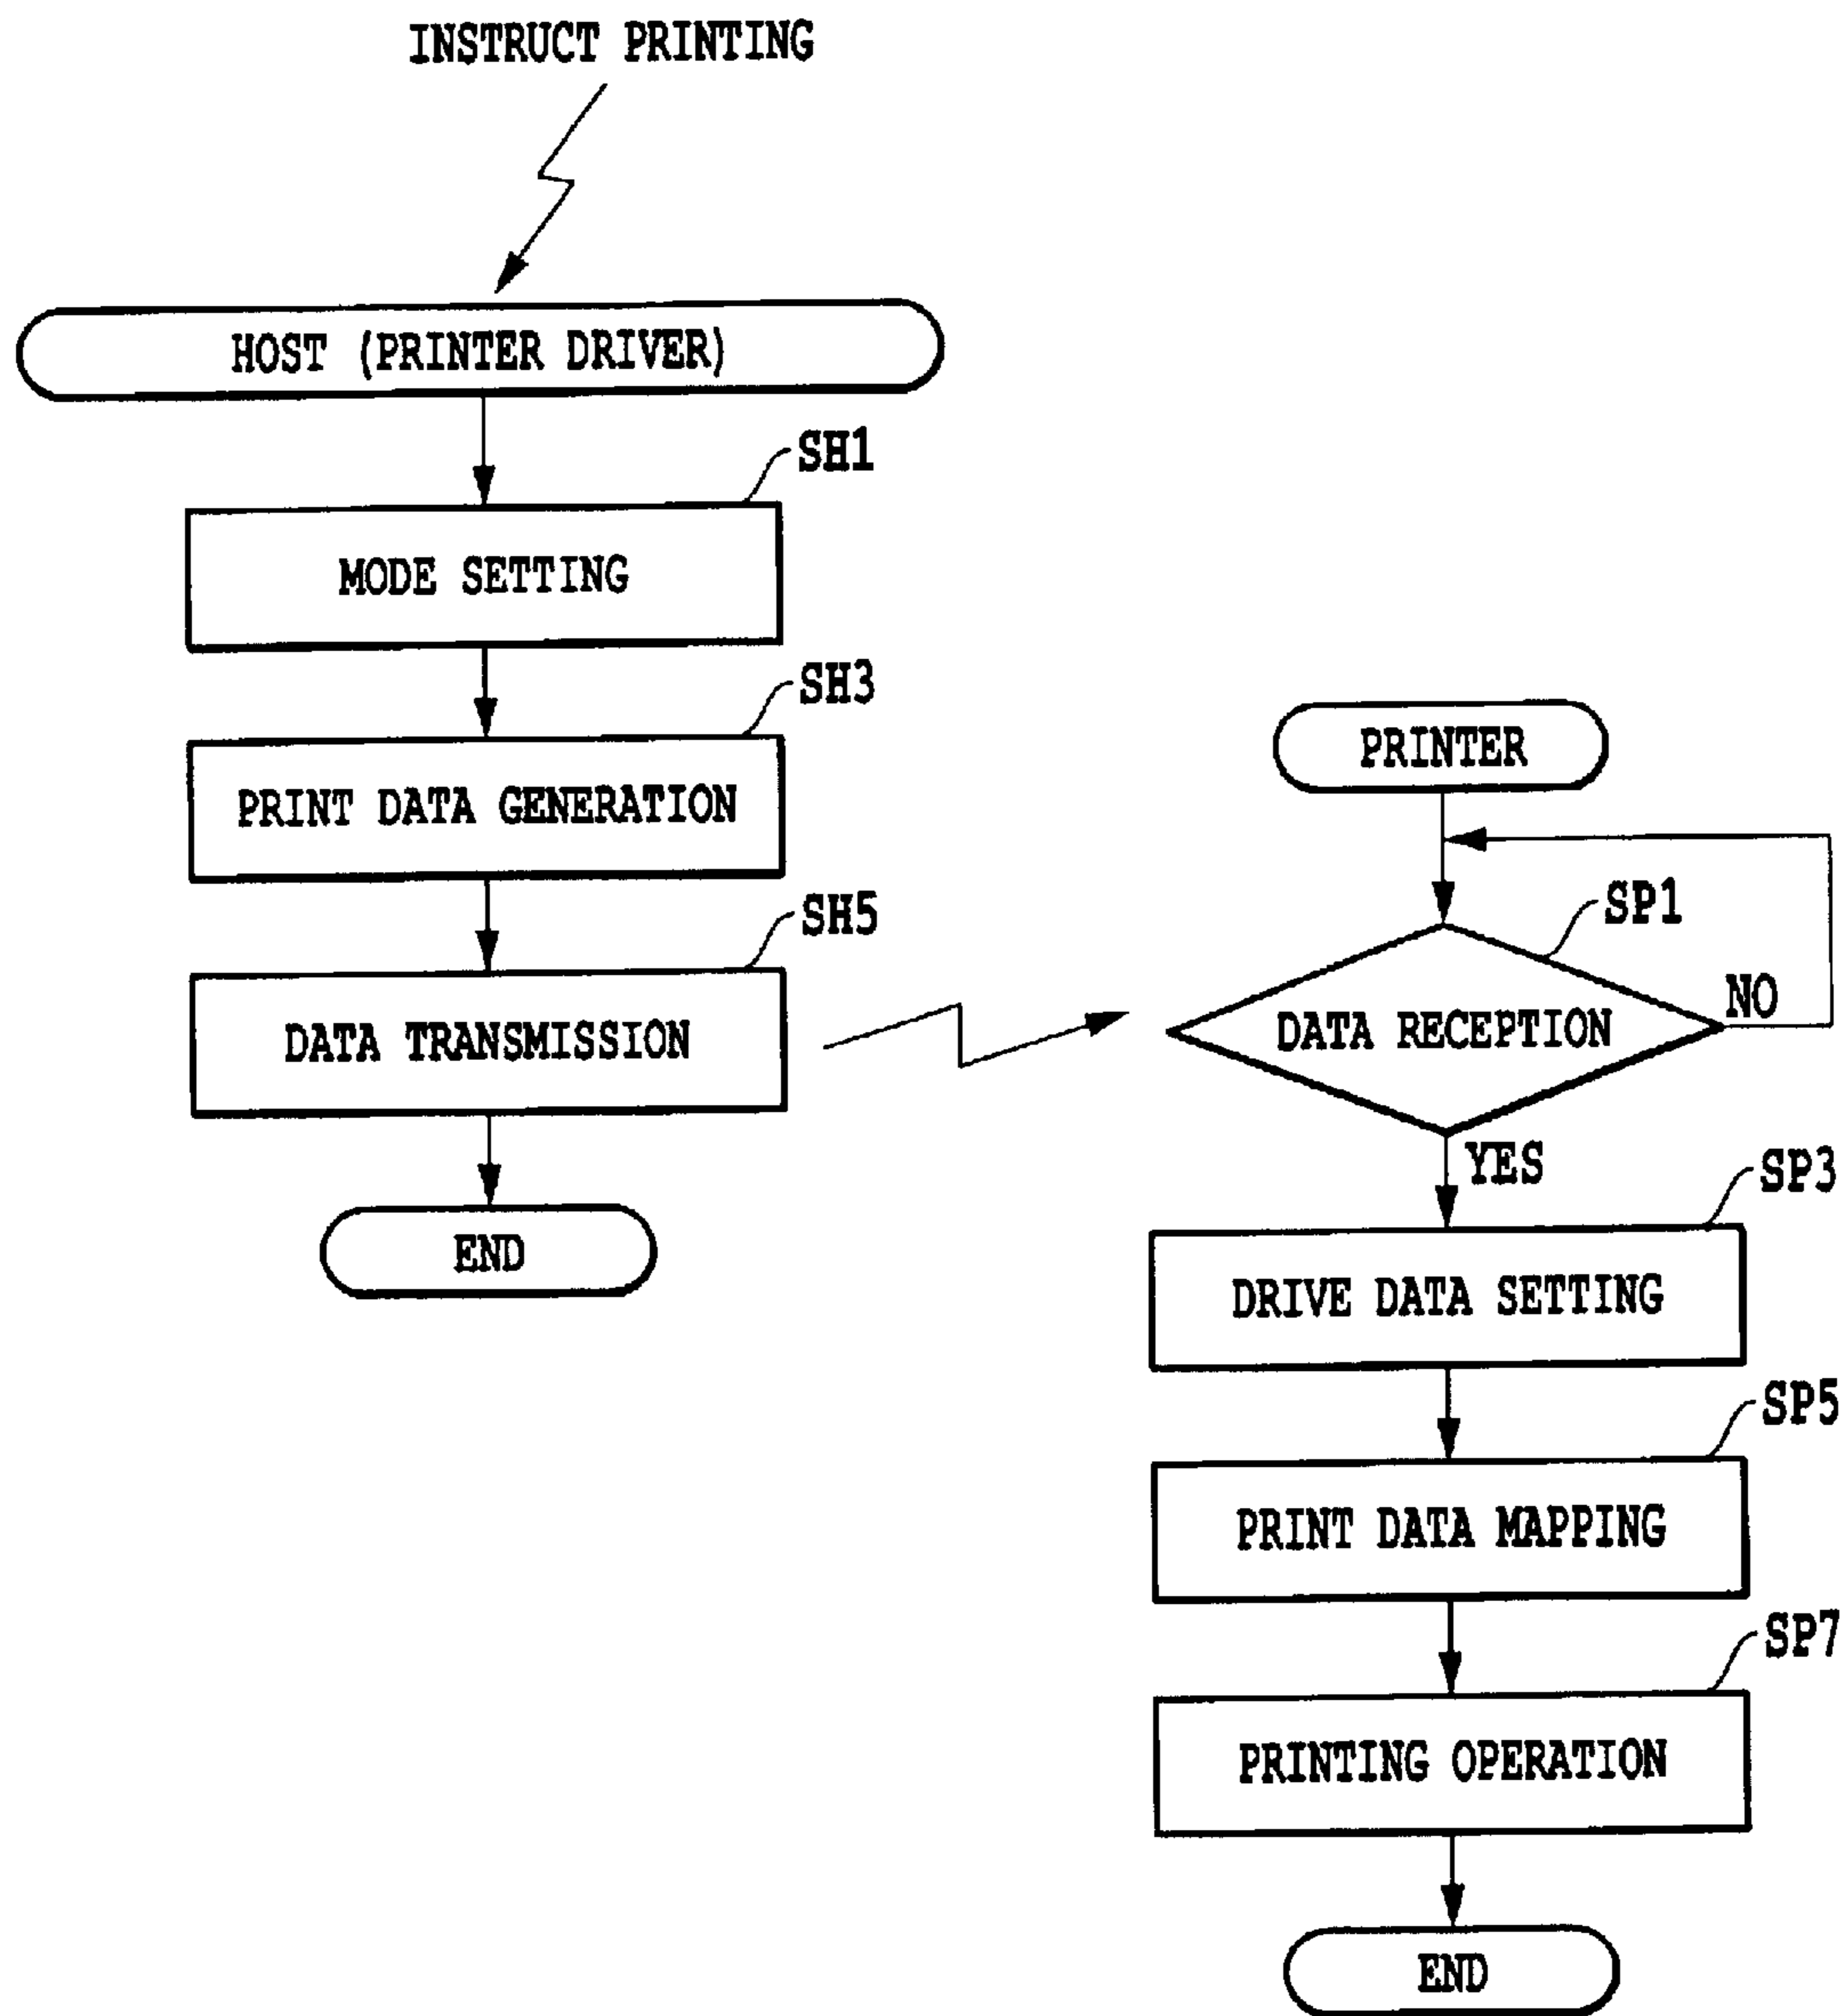 INSTRUCT PRINTING
HOST (PRINTER DRIVER)
SH1
MODE SETTING
SH3
PRINT DATA GENERATION
SH5
DATA TRANSMISSION
END
PRINTER
SP1
DATA RECEPTION
NO
YES
SP3
DRIVE DATA SETTING
SP5
PRINT DATA MAPPING
SP7
PRINTING OPERATION
END